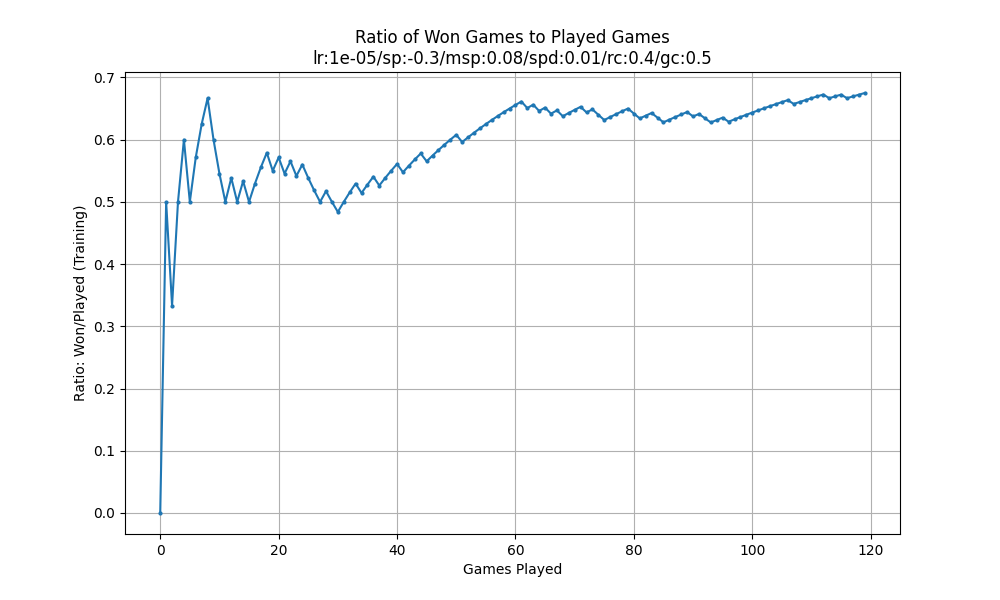 Ratio of Won Games to Played Games
lr:1e-05/sp:-0.3/msp:0.08/spd:0.01/rc:0.4/gc:0.5
Ratio: Won/Played (Training)
0.7
0.6
0.5
0.4
0.3
0.2
0.1
0.0
0 20 40 60 80 100 120
Games Played